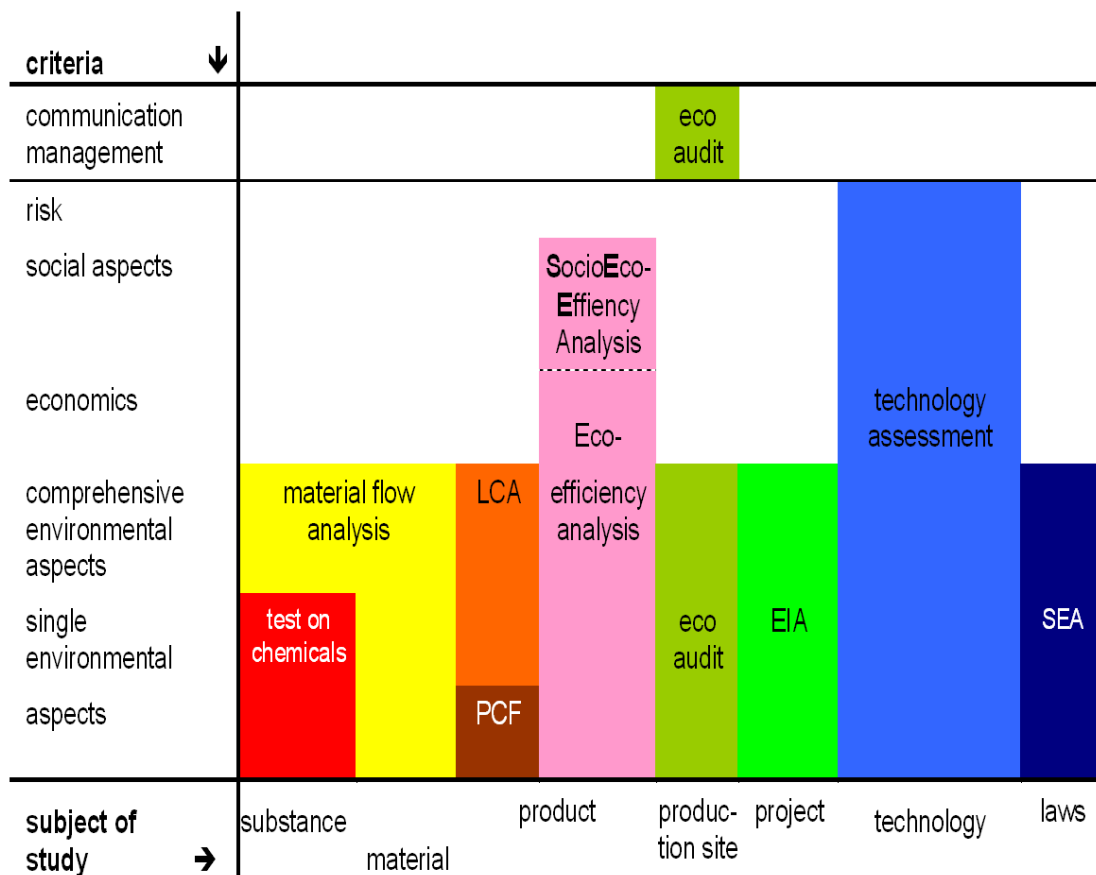 criteria ↓
communication
management
eco
audit
risk
social aspects
SocioEco-
Effiency
Analysis
economics
technology
assessment
Eco-
comprehensive
environmental
aspects
material flow
analysis
LCA
efficiency
analysis
single
environmental
test on
chemicals
eco
audit
EIA
SEA
aspects
PCF
subject of
study →
substance
material
product
produc-
tion site
project
technology
laws